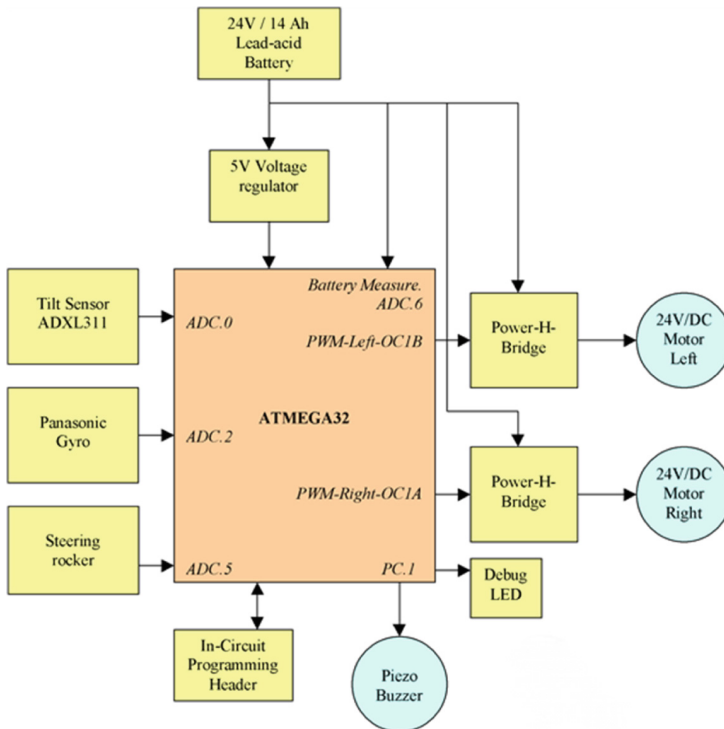 24V / 14 Ah
Lead-acid
Battery
5V Voltage
regulator
Tilt Sensor
ADXL311
ADC.0
Battery Measure.
ADC.6
PWM-Left-OC1B
Power-H-
Bridge
24V/DC
Motor
Left
Panasonic
Gyro
ADC.2
ATMEGA32
PWM-Right-OC1A
Power-H-
Bridge
24V/DC
Motor
Right
Steering
rocker
ADC.5
PC.1
Debug
LED
In-Circuit
Programming
Header
Piezo
Buzzer